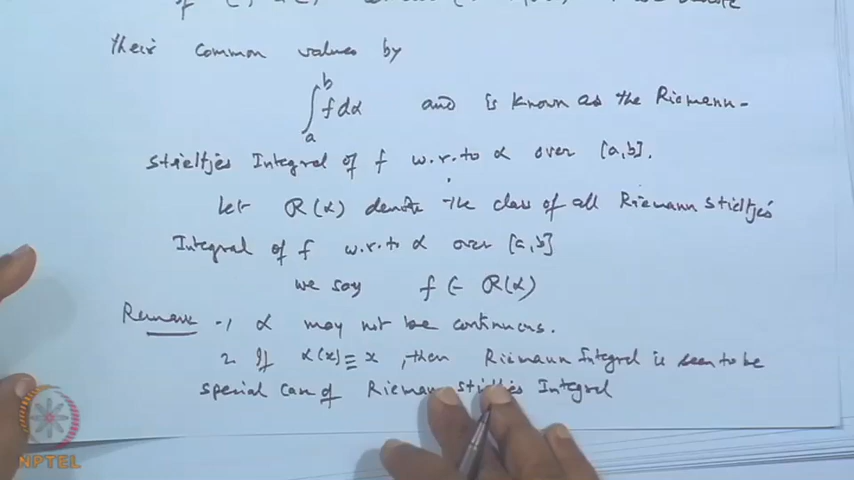 their common values by
∫ₐᵇ f dα and is known as the Riemann-
Stieltjes Integral of f w.r.to α over [a,b].
let R(α) denote the class of all Riemann Stieltjes
Integral of f w.r.to α over [a,b]
we say f ∈ R(α)
Remark -1 α may not be continuous.
2 If α(x) ≡ x , then Riemann Integral is seen to be
special case of Riemann Stieltjes Integral
NPTEL